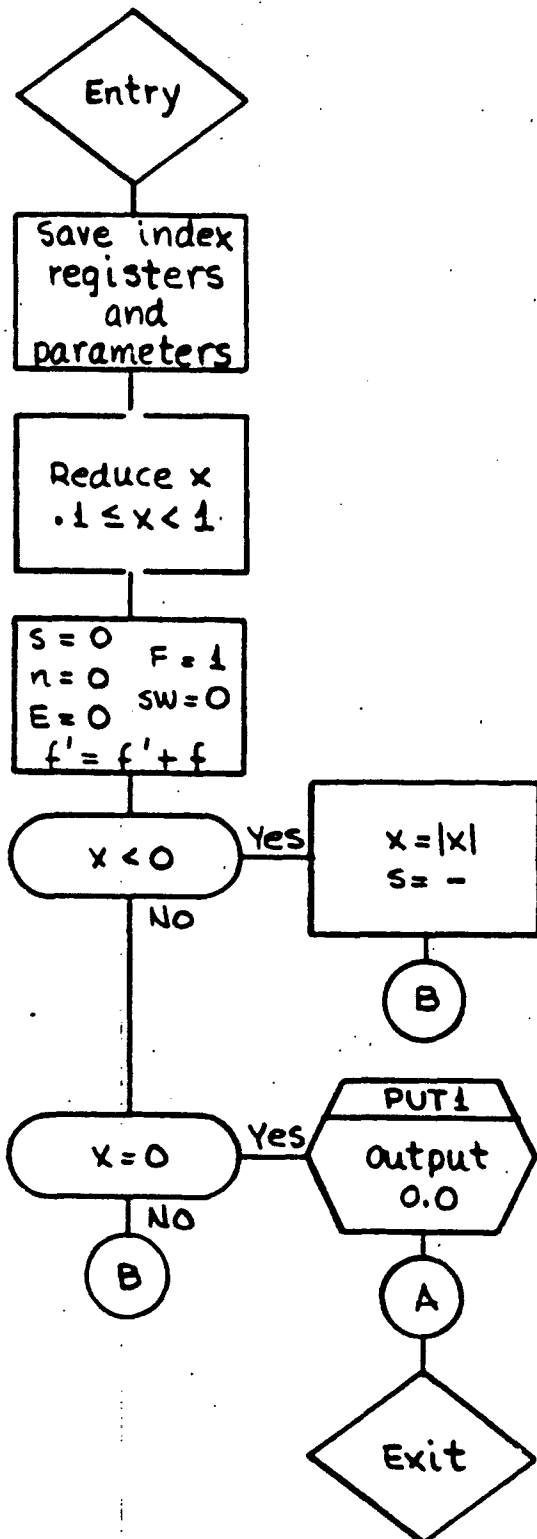 Entry
Save index
registers
and
parameters
Reduce x
.1 ≤ x < 1.
S = 0
n = 0
E = 0
F = 1
SW = 0
f' = f' + f
x < 0
Yes
NO
x = |x|
S = -
B
x = 0
Yes
NO
B
PUT1
output
0.0
A
Exit